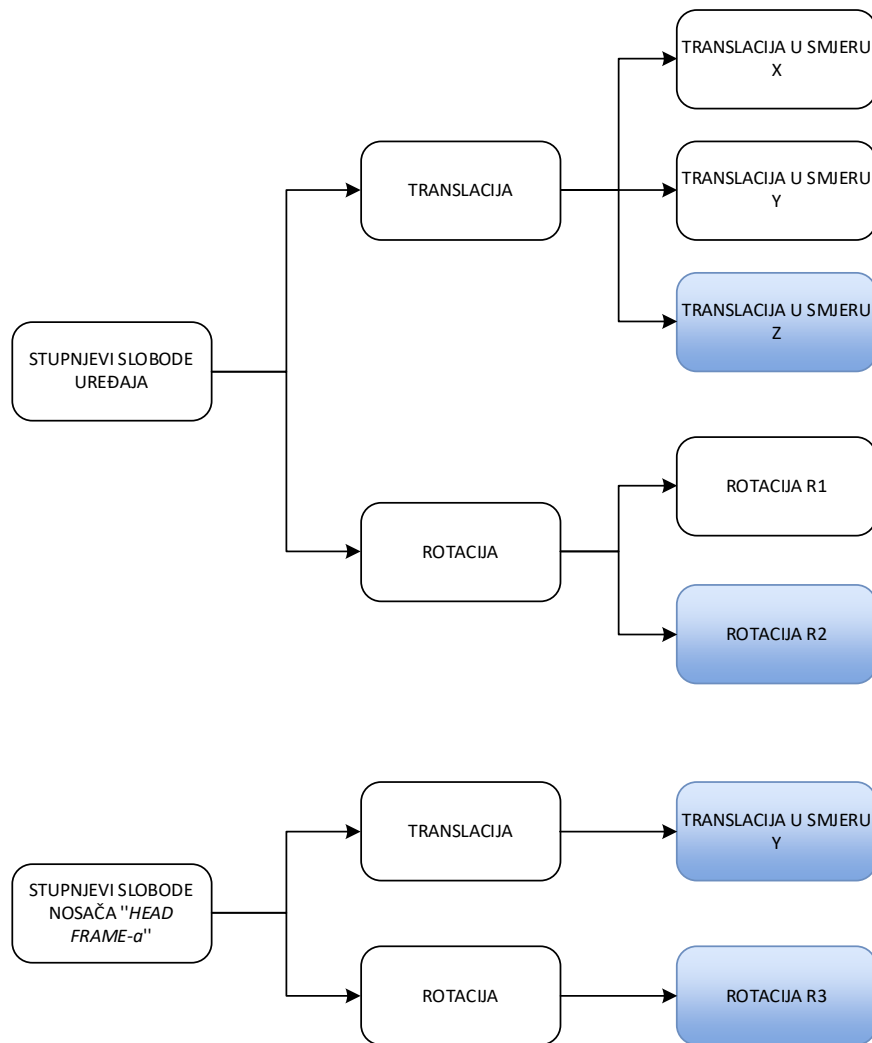 STUPNJEVI SLOBODE
UREĐAJA
TRANSLACIJA
TRANSLACIJA U SMJERU
X
TRANSLACIJA U SMJERU
Y
TRANSLACIJA U SMJERU
Z
ROTACIJA
ROTACIJA R1
ROTACIJA R2
STUPNJEVI SLOBODE
NOSAČA "HEAD
FRAME-a"
TRANSLACIJA
TRANSLACIJA U SMJERU
Y
ROTACIJA
ROTACIJA R3